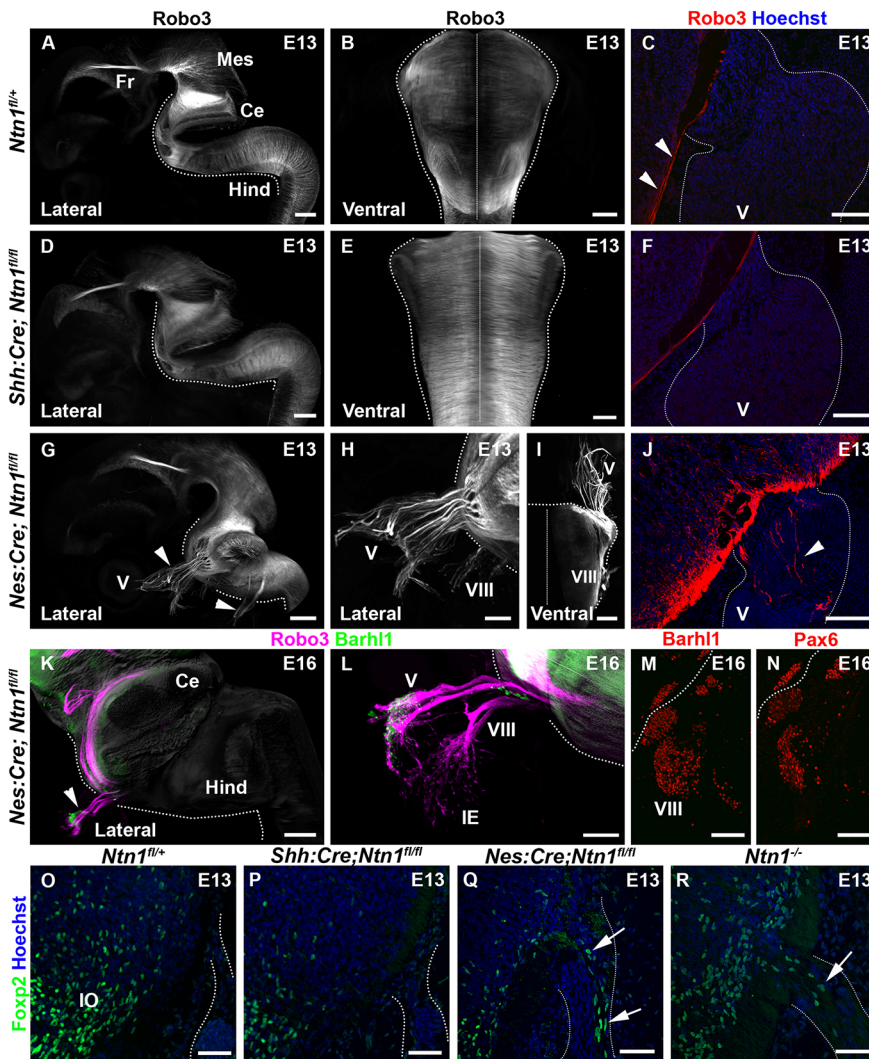 Robo3 Robo3 Robo3 Hoechst
Ntn1fl/+
A E13 Mes Fr Ce Hind Lateral
B E13 Ventral
C E13 V
Shh:Cre; Ntn1fl/fl
D E13 Lateral
E E13 Ventral
F E13 V
Nes:Cre; Ntn1fl/fl
G E13 V Lateral
H E13 V VIII Lateral
I V VIII Ventral
J E13 V
Robo3 Barhl1 Barhl1 Pax6
Nes:Cre; Ntn1fl/fl
K E16 Ce Hind Lateral
L E16 V VIII IE
M E16 VIII
N E16
Ntn1fl/+ Shh:Cre;Ntn1fl/fl Nes:Cre;Ntn1fl/fl Ntn1-/-
Foxp2 Hoechst
O E13 IO
P E13
Q E13
R E13